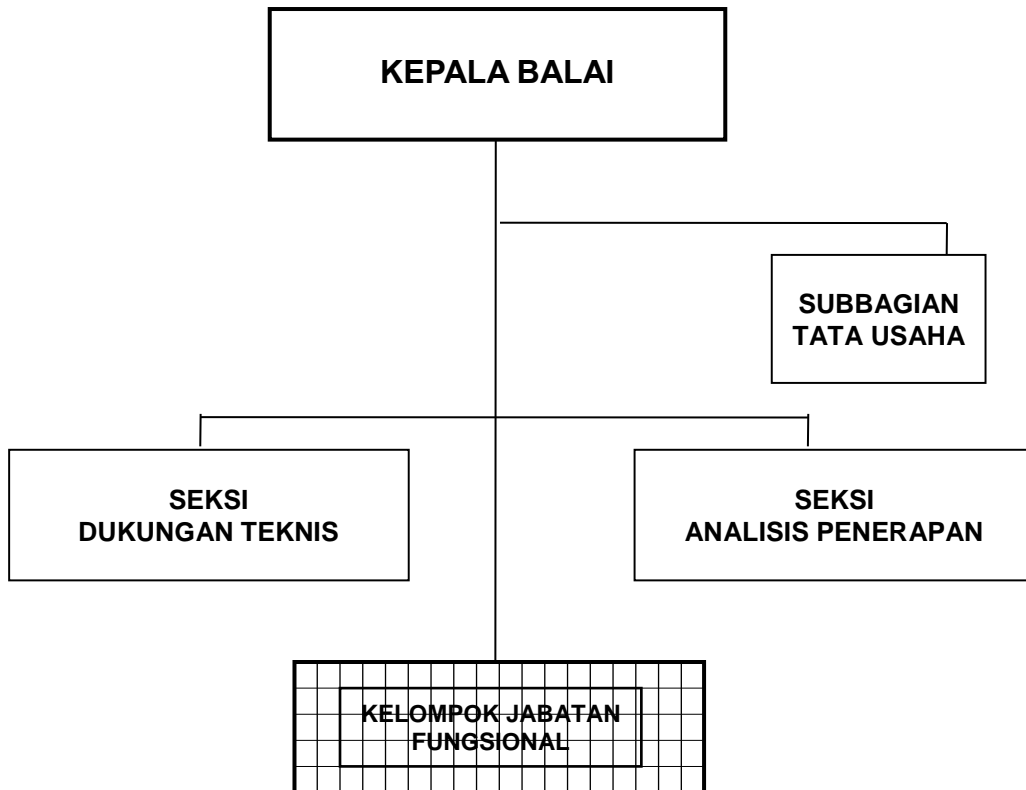 KEPALA BALAI
SUBBAGIAN
TATA USAHA
SEKSI
DUKUNGAN TEKNIS
SEKSI
ANALISIS PENERAPAN
KELOMPOK JABATAN
FUNGSIONAL